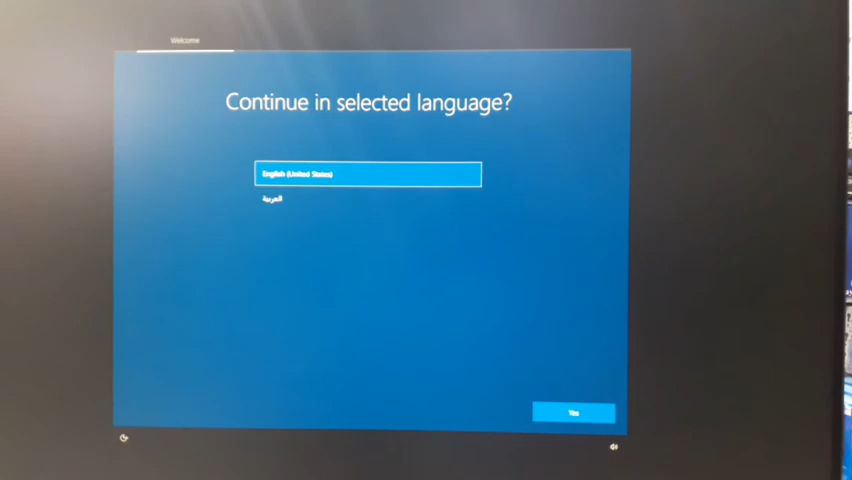 Welcome
Continue in selected language?
English (United States)
العربية
Yes